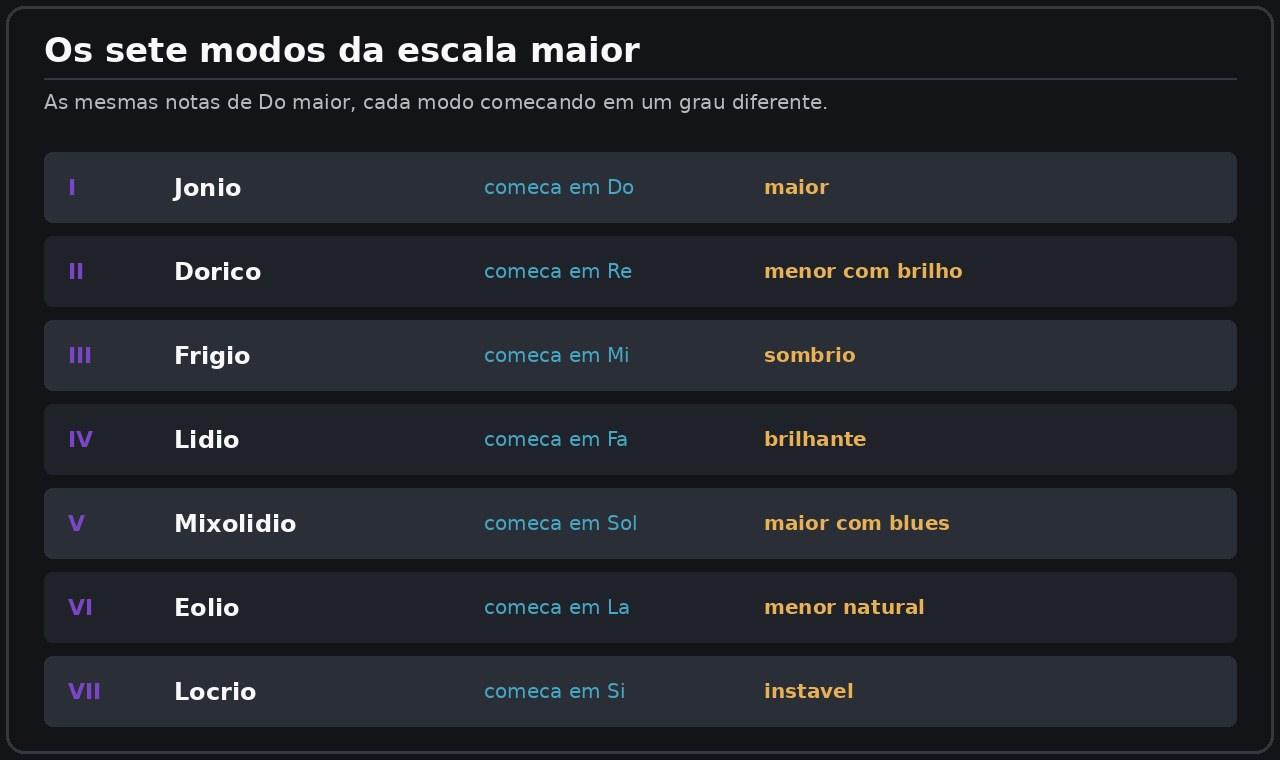 Os sete modos da escala maior
As mesmas notas de Do maior, cada modo comecando em um grau diferente.
I Jonio comeca em Do maior
II Dorico comeca em Re menor com brilho
III Frigio comeca em Mi sombrio
IV Lidio comeca em Fa brilhante
V Mixolidio comeca em Sol maior com blues
VI Eolio comeca em La menor natural
VII Locrio comeca em Si instavel